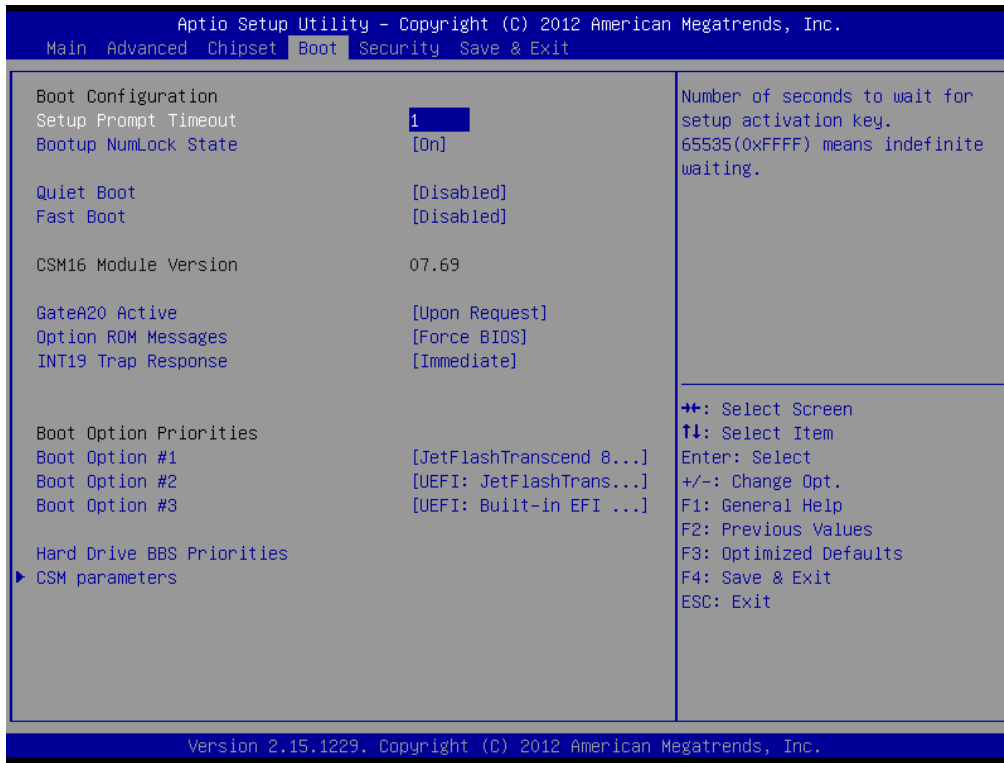 Aptio Setup Utility – Copyright (C) 2012 American Megatrends, Inc.
Main Advanced Chipset Boot Security Save & Exit
Boot Configuration
Setup Prompt Timeout 1
Bootup NumLock State [On]
Quiet Boot [Disabled]
Fast Boot [Disabled]
CSM16 Module Version 07.69
GateA20 Active [Upon Request]
Option ROM Messages [Force BIOS]
INT19 Trap Response [Immediate]
Boot Option Priorities
Boot Option #1 [JetFlashTranscend 8...]
Boot Option #2 [UEFI: JetFlashTrans...]
Boot Option #3 [UEFI: Built-in EFI ...]
Hard Drive BBS Priorities
▶ CSM parameters
Number of seconds to wait for
setup activation key.
65535(0xFFFF) means indefinite
waiting.
→←: Select Screen
↑↓: Select Item
Enter: Select
+/-: Change Opt.
F1: General Help
F2: Previous Values
F3: Optimized Defaults
F4: Save & Exit
ESC: Exit
Version 2.15.1229. Copyright (C) 2012 American Megatrends, Inc.